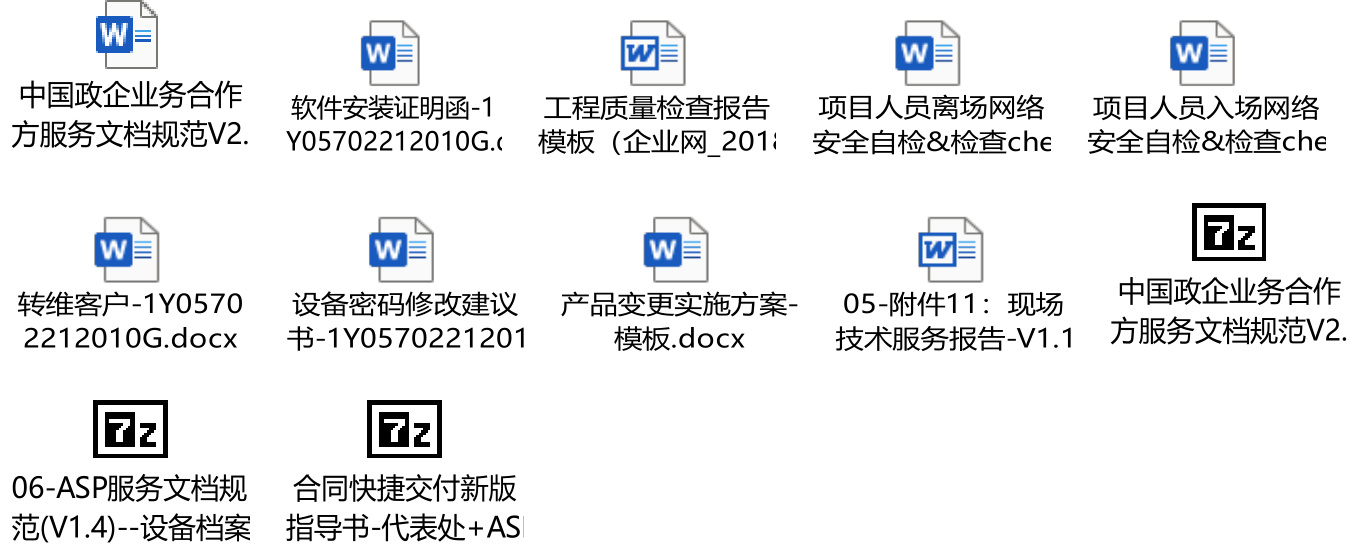 中国政企业务合作
方服务文档规范V2.
软件安装证明函-1
Y05702212010G.c
工程质量检查报告
模板（企业网_2018
项目人员离场网络
安全自检&检查che
项目人员入场网络
安全自检&检查che
转维客户-1Y0570
2212010G.docx
设备密码修改建议
书-1Y0570221201
产品变更实施方案-
模板.docx
05-附件11：现场
技术服务报告-V1.1
中国政企业务合作
方服务文档规范V2.
06-ASP服务文档规
范(V1.4)--设备档案
合同快捷交付新版
指导书-代表处+AS